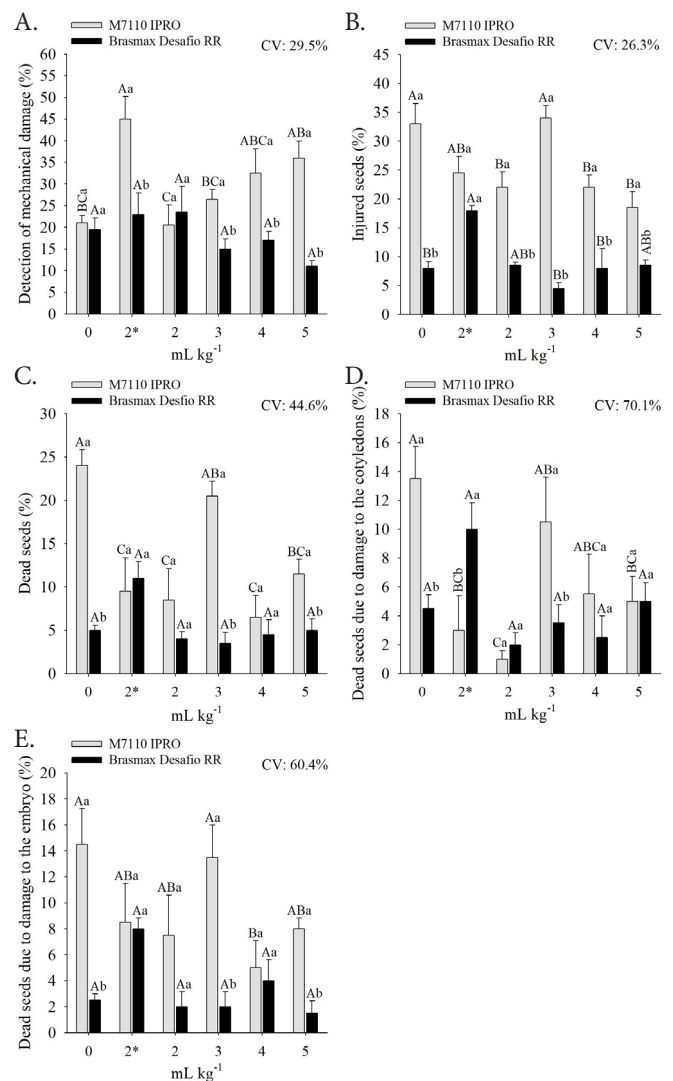 A.
M7110 IPRO
Brasmax Desafio RR
CV: 29.5%
Detection of mechanical damage (%)
60
55
50
45
40
35
30
25
20
15
10
5
0
BCa
Aa
Aa
Ab
Ca
Aa
BCa
Ab
ABCa
Ab
ABa
Ab
0 2* 2 3 4 5
mL kg-1
B.
M7110 IPRO
Brasmax Desafio RR
CV: 26.3%
Injured seeds (%)
45
40
35
30
25
20
15
10
5
0
Aa
Bb
ABa
Aa
Ba
ABb
Aa
Bb
Ba
Bb
Ba
ABb
0 2* 2 3 4 5
mL kg-1
C.
M7110 IPRO
Brasmax Desfio RR
CV: 44.6%
Dead seeds (%)
30
25
20
15
10
5
0
Aa
Ab
Ca
Aa
Ca
Aa
ABa
Ab
Ca
Aa
BCa
Ab
0 2* 2 3 4 5
mL kg-1
D.
M7110 IPRO
Brasmax Desafio RR
CV: 70.1%
Dead seeds due to damage to the cotyledons (%)
18
16
14
12
10
8
6
4
2
0
Aa
Ab
BCb
Aa
Ca
Aa
ABa
Ab
ABCa
Aa
BCa
Aa
0 2* 2 3 4 5
mL kg-1
E.
M7110 IPRO
Brasmax Desafio RR
CV: 60.4%
Dead seeds due to damage to the embryo (%)
20
18
16
14
12
10
8
6
4
2
0
Aa
Ab
ABa
Aa
ABa
Aa
Aa
Ab
Ba
Aa
ABa
Ab
0 2* 2 3 4 5
mL kg-1